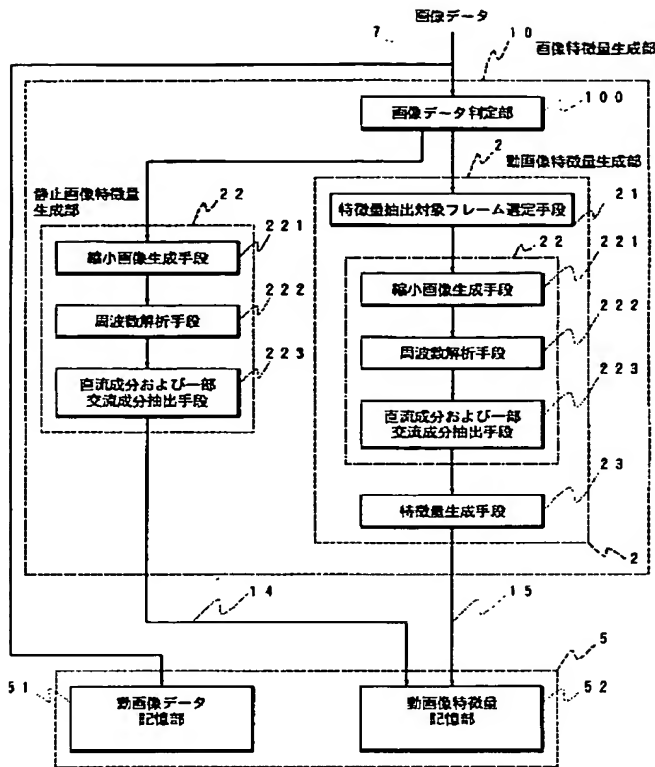 画像データ
7
10
画像特徴量生成部
画像データ判定部
100
2
動画像特徴量生成部
静止画像特徴量
生成部
22
特徴量抽出対象フレーム選定手段
21
縮小画像生成手段
221
22
縮小画像生成手段
221
周波数解析手段
222
周波数解析手段
222
直流成分および一部
交流成分抽出手段
223
直流成分および一部
交流成分抽出手段
223
特徴量生成手段
23
2
14
15
5
51
動画像データ
記憶部
動画像特徴量
記憶部
52